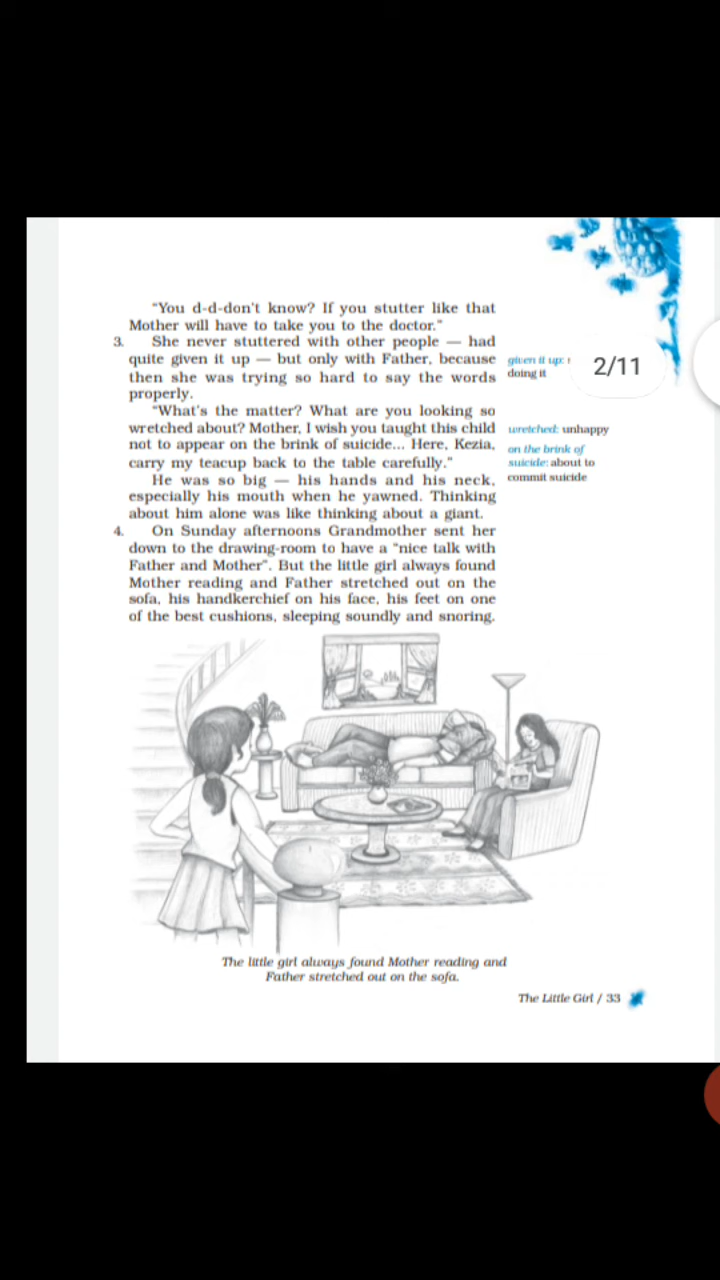 "You d-d-don't know? If you stutter like that
Mother will have to take you to the doctor."
3. She never stuttered with other people — had
quite given it up — but only with Father, because
then she was trying so hard to say the words
properly.
"What's the matter? What are you looking so
wretched about? Mother, I wish you taught this child
not to appear on the brink of suicide... Here, Kezia,
carry my teacup back to the table carefully."
He was so big — his hands and his neck,
especially his mouth when he yawned. Thinking
about him alone was like thinking about a giant.
4. On Sunday afternoons Grandmother sent her
down to the drawing-room to have a "nice talk with
Father and Mother". But the little girl always found
Mother reading and Father stretched out on the
sofa, his handkerchief on his face, his feet on one
of the best cushions, sleeping soundly and snoring.
given it up:
doing it
2/11
wretched: unhappy
on the brink of
suicide: about to
commit suicide
The little girl always found Mother reading and
Father stretched out on the sofa.
The Little Girl / 33